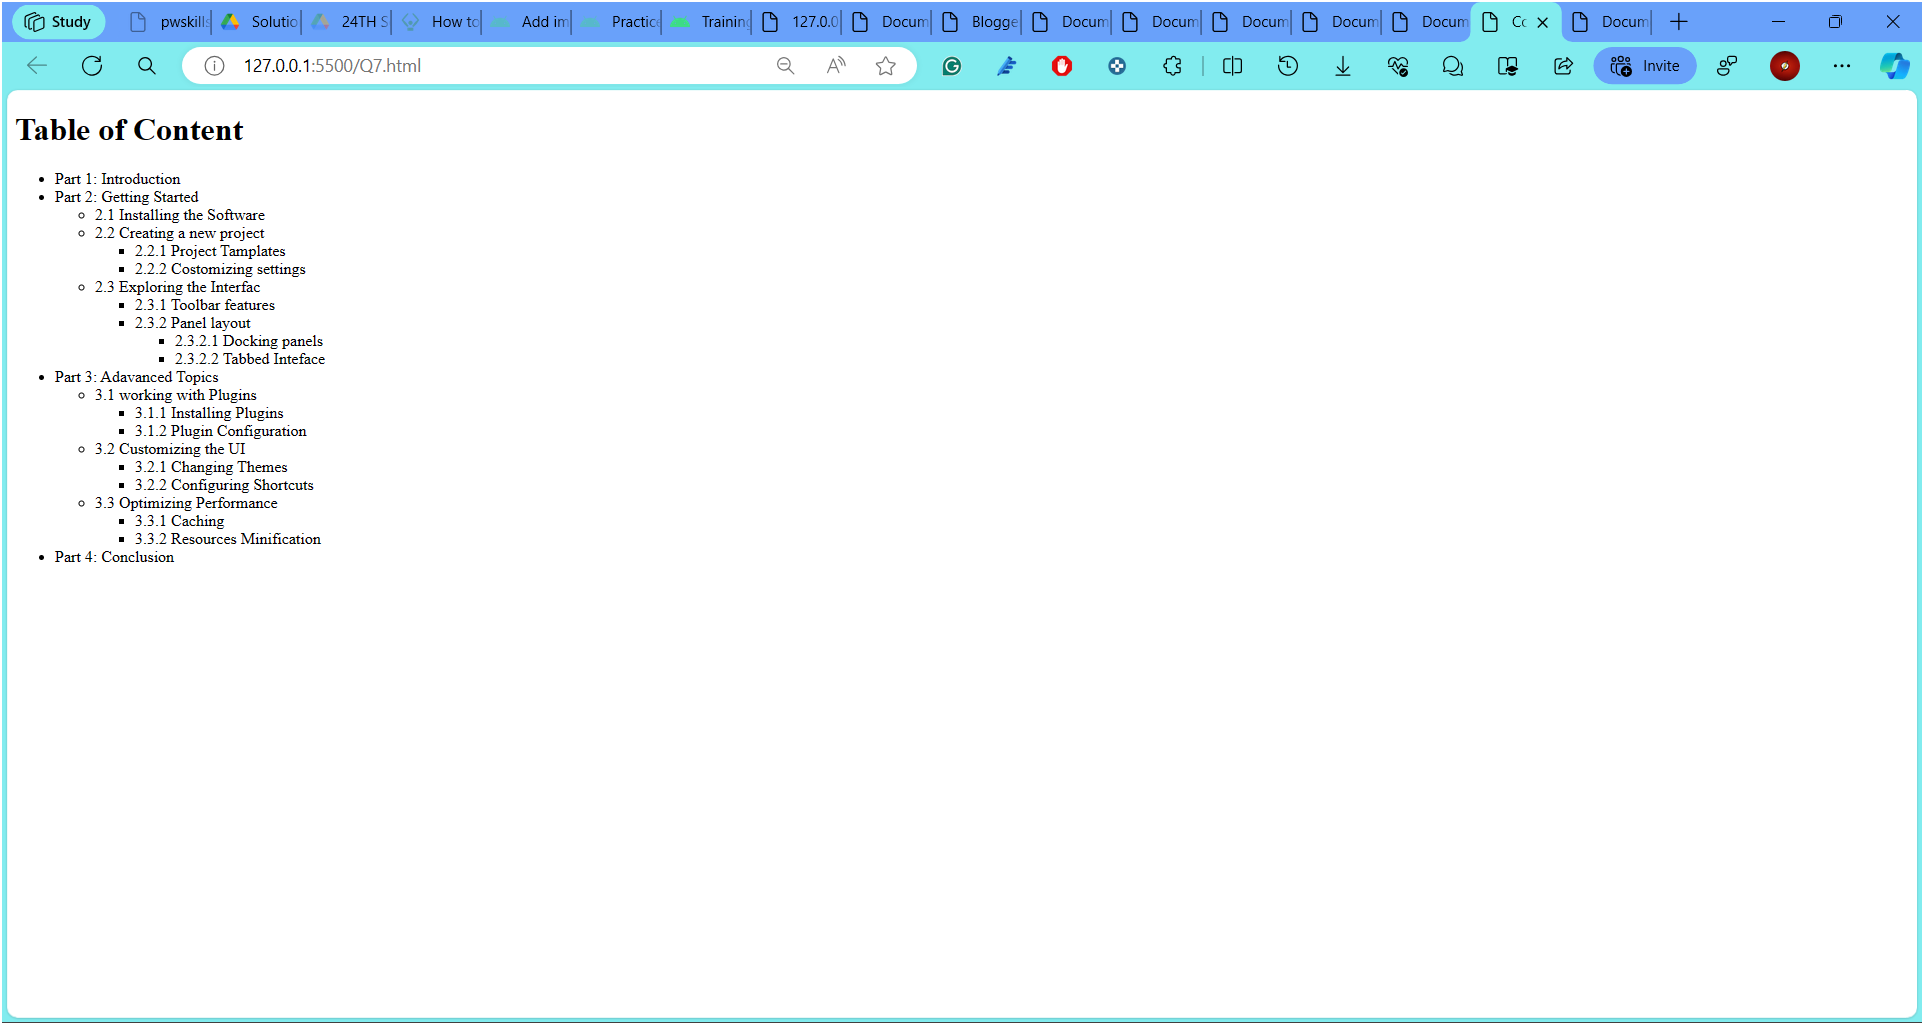 Study
pwskills
Solutio
24TH S
How to
Add im
Practice
Training
127.0.0
Docum
Blogge
Docum
Docum
Docum
Docum
Docum
Co
Docum
127.0.0.1:5500/Q7.html
Invite
Table of Content
Part 1: Introduction
Part 2: Getting Started
2.1 Installing the Software
2.2 Creating a new project
2.2.1 Project Tamplates
2.2.2 Costomizing settings
2.3 Exploring the Interfac
2.3.1 Toolbar features
2.3.2 Panel layout
2.3.2.1 Docking panels
2.3.2.2 Tabbed Inteface
Part 3: Adavanced Topics
3.1 working with Plugins
3.1.1 Installing Plugins
3.1.2 Plugin Configuration
3.2 Customizing the UI
3.2.1 Changing Themes
3.2.2 Configuring Shortcuts
3.3 Optimizing Performance
3.3.1 Caching
3.3.2 Resources Minification
Part 4: Conclusion